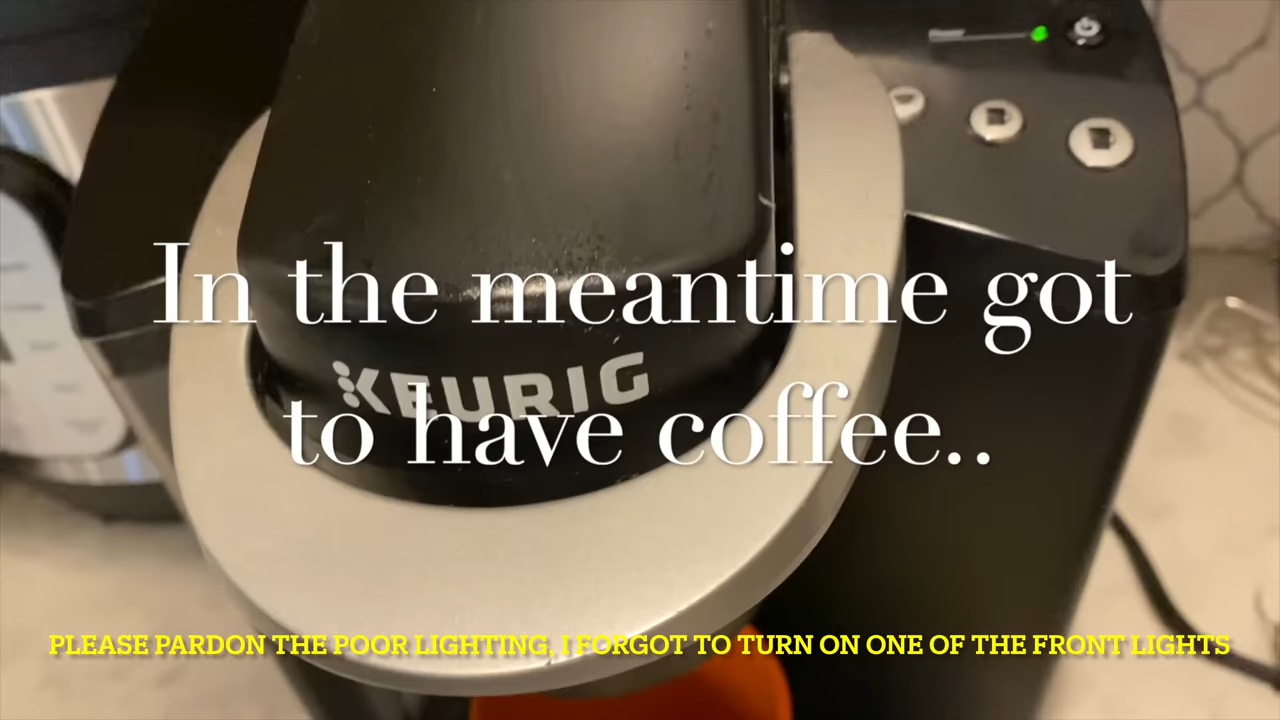 In the meantime got
KEURIG
to have coffee..
PLEASE PARDON THE POOR LIGHTING, I FORGOT TO TURN ON ONE OF THE FRONT LIGHTS